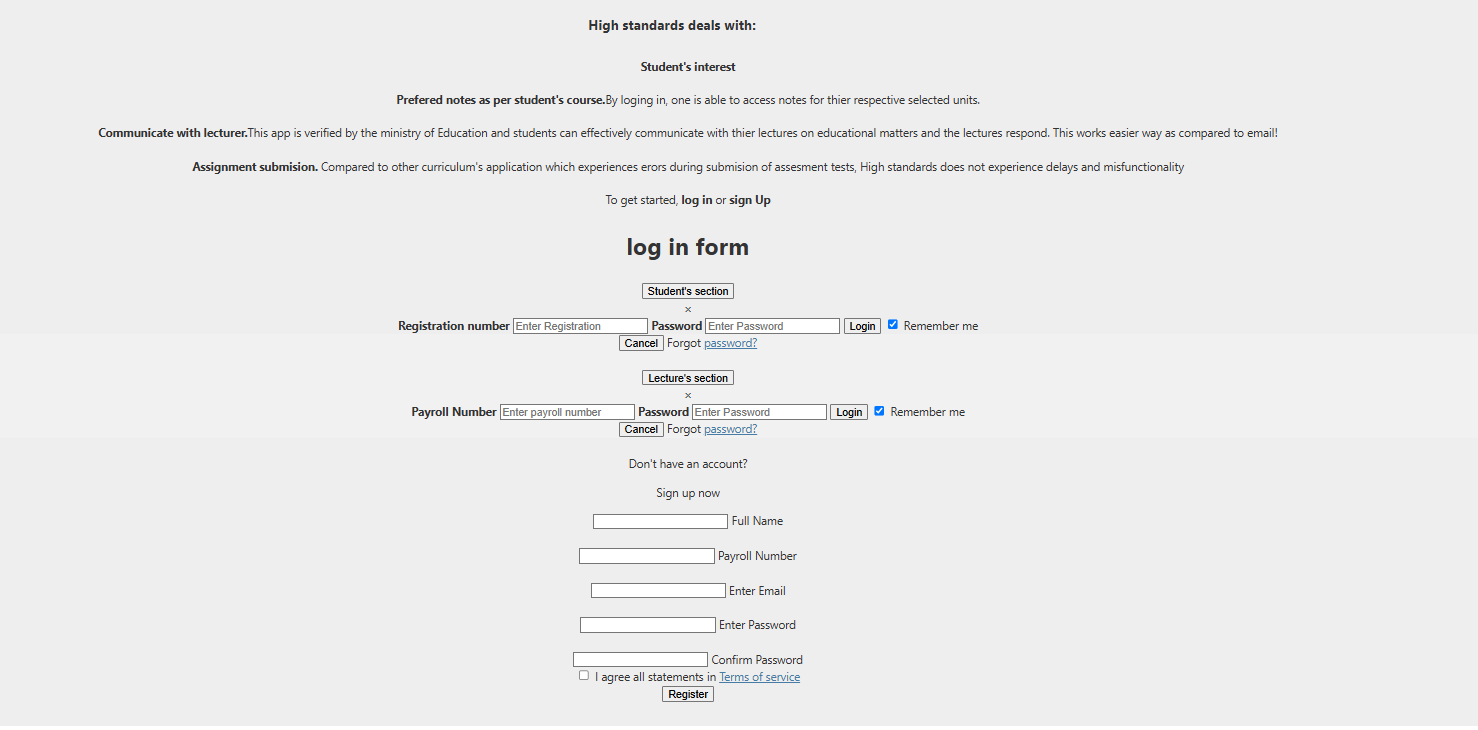 High standards deals with:
Student's interest
Prefered notes as per student's course.By loging in, one is able to access notes for thier respective selected units.
Communicate with lecturer.This app is verified by the ministry of Education and students can effectively communicate with thier lectures on educational matters and the lectures respond. This works easier way as compared to email!
Assignment submision. Compared to other curriculum's application which experiences erors during submision of assesment tests, High standards does not experience delays and misfunctionality
To get started, log in or sign Up
log in form
Student's section
×
Registration number Enter Registration Password Enter Password Login Remember me
Cancel Forgot password?
Lecture's section
×
Payroll Number Enter payroll number Password Enter Password Login Remember me
Cancel Forgot password?
Don't have an account?
Sign up now
Full Name
Payroll Number
Enter Email
Enter Password
Confirm Password
I agree all statements in Terms of service
Register